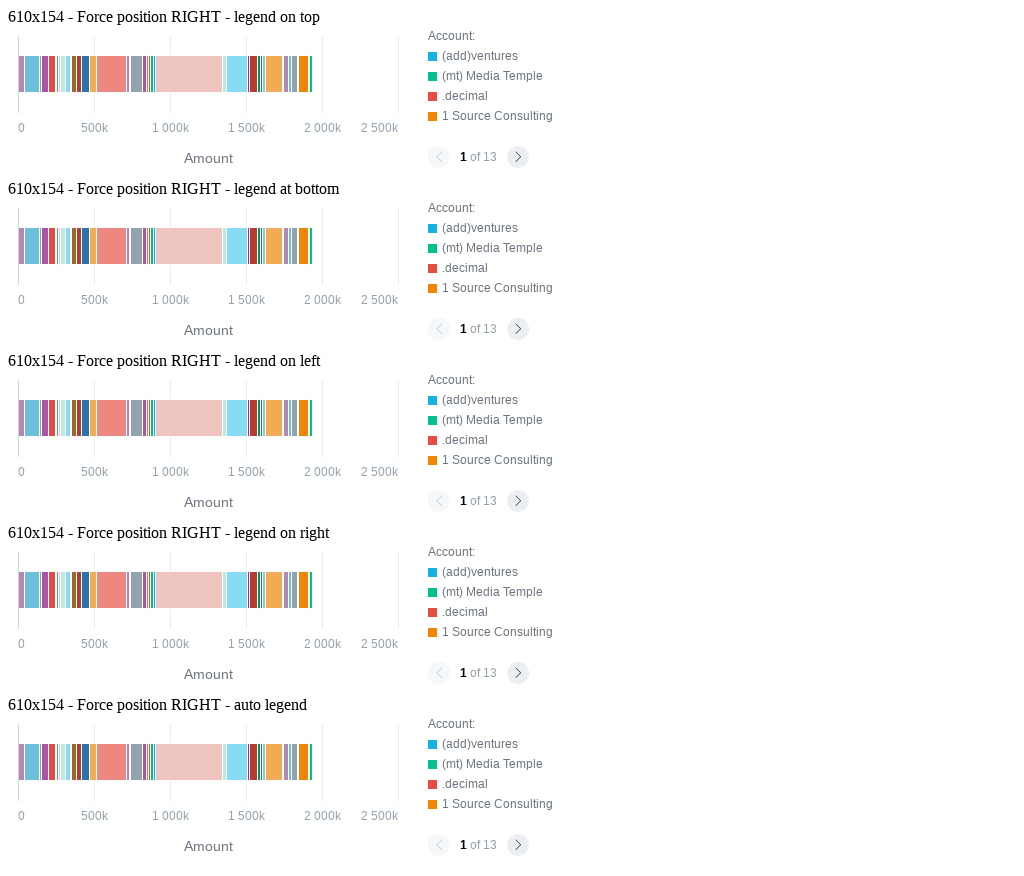 610x154 - Force position RIGHT - legend on top
Account:
(add)ventures
(mt) Media Temple
.decimal
1 Source Consulting
0 500k 1 000k 1 500k 2 000k 2 500k
Amount
1 of 13
610x154 - Force position RIGHT - legend at bottom
Account:
(add)ventures
(mt) Media Temple
.decimal
1 Source Consulting
0 500k 1 000k 1 500k 2 000k 2 500k
Amount
1 of 13
610x154 - Force position RIGHT - legend on left
Account:
(add)ventures
(mt) Media Temple
.decimal
1 Source Consulting
0 500k 1 000k 1 500k 2 000k 2 500k
Amount
1 of 13
610x154 - Force position RIGHT - legend on right
Account:
(add)ventures
(mt) Media Temple
.decimal
1 Source Consulting
0 500k 1 000k 1 500k 2 000k 2 500k
Amount
1 of 13
610x154 - Force position RIGHT - auto legend
Account:
(add)ventures
(mt) Media Temple
.decimal
1 Source Consulting
0 500k 1 000k 1 500k 2 000k 2 500k
Amount
1 of 13